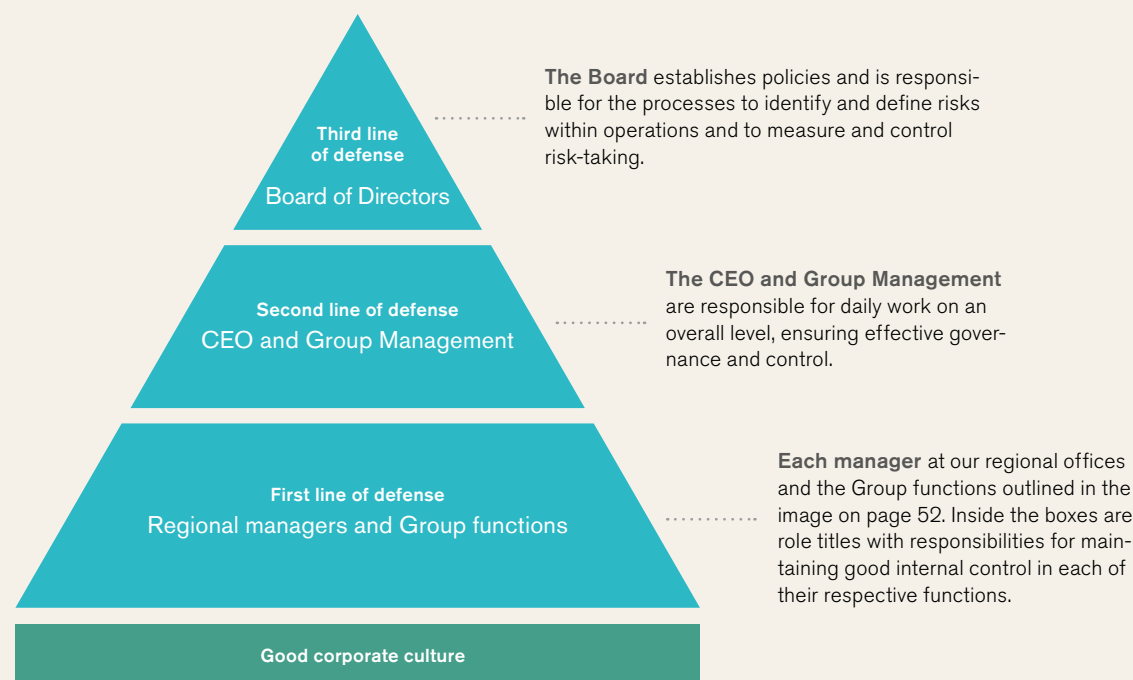 Third line
of defense
Board of Directors
The Board establishes policies and is responsi-
ble for the processes to identify and define risks
within operations and to measure and control
risk-taking.
Second line of defense
CEO and Group Management
The CEO and Group Management
are responsible for daily work on an
overall level, ensuring effective gover-
nance and control.
First line of defense
Regional managers and Group functions
Each manager at our regional offices
and the Group functions outlined in the
image on page 52. Inside the boxes are
role titles with responsibilities for main-
taining good internal control in each of
their respective functions.
Good corporate culture